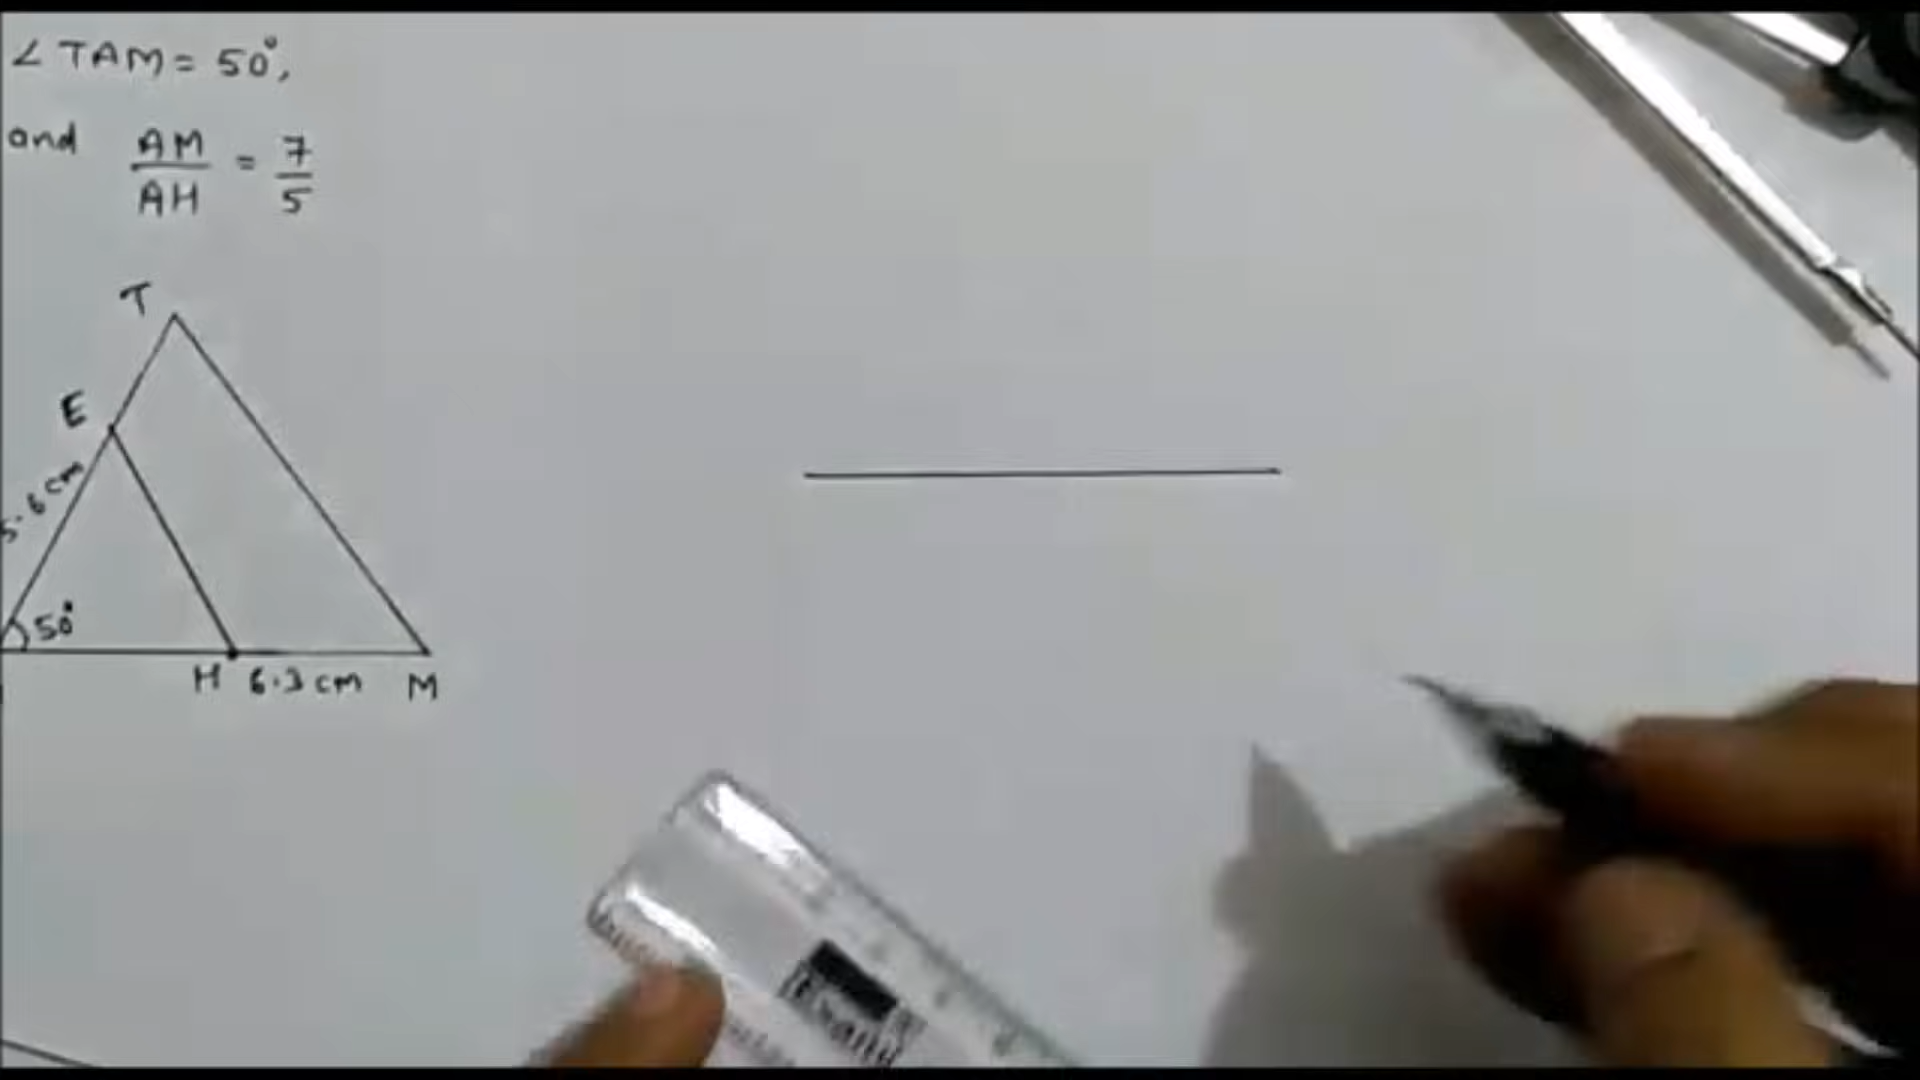 ∠TAM = 50°,
and AM/AH = 7/5
T
E
5.6 cm
50°
H 6.3 cm M